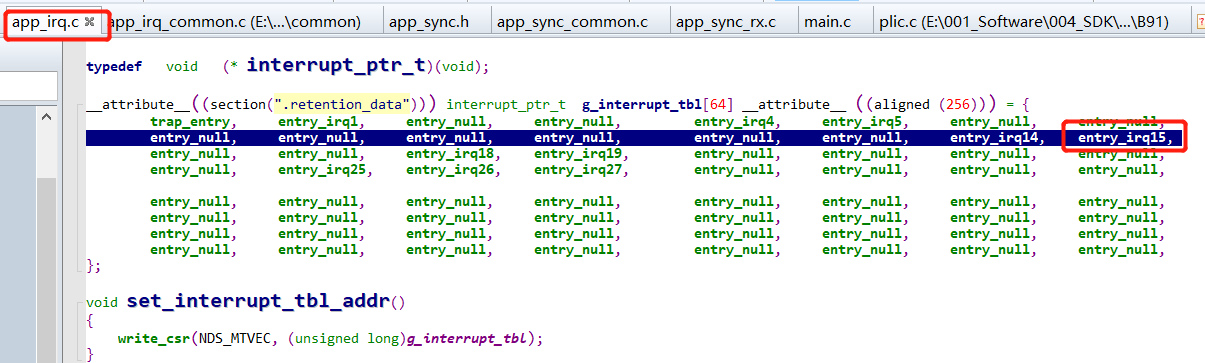 app_irq.c app_irq_common.c (E:\...\common) app_sync.h app_sync_common.c app_sync_rx.c main.c plic.c (E:\001_Software\004_SDK\...\B91)
typedef void (* interrupt_ptr_t)(void);
__attribute__((section(".retention_data"))) interrupt_ptr_t g_interrupt_tbl[64] __attribute__ ((aligned (256))) = {
trap_entry, entry_irq1, entry_null, entry_null, entry_irq4, entry_irq5, entry_null, entry_null,
entry_null, entry_null, entry_null, entry_null, entry_null, entry_null, entry_irq14, entry_irq15,
entry_null, entry_null, entry_irq18, entry_irq19, entry_null, entry_null, entry_null, entry_null,
entry_null, entry_irq25, entry_irq26, entry_irq27, entry_null, entry_null, entry_null, entry_null,
entry_null, entry_null, entry_null, entry_null, entry_null, entry_null, entry_null, entry_null,
entry_null, entry_null, entry_null, entry_null, entry_null, entry_null, entry_null, entry_null,
entry_null, entry_null, entry_null, entry_null, entry_null, entry_null, entry_null, entry_null,
entry_null, entry_null, entry_null, entry_null, entry_null, entry_null, entry_null, entry_null,
};
void set_interrupt_tbl_addr()
{
write_csr(NDS_MTVEC, (unsigned long)g_interrupt_tbl);
}